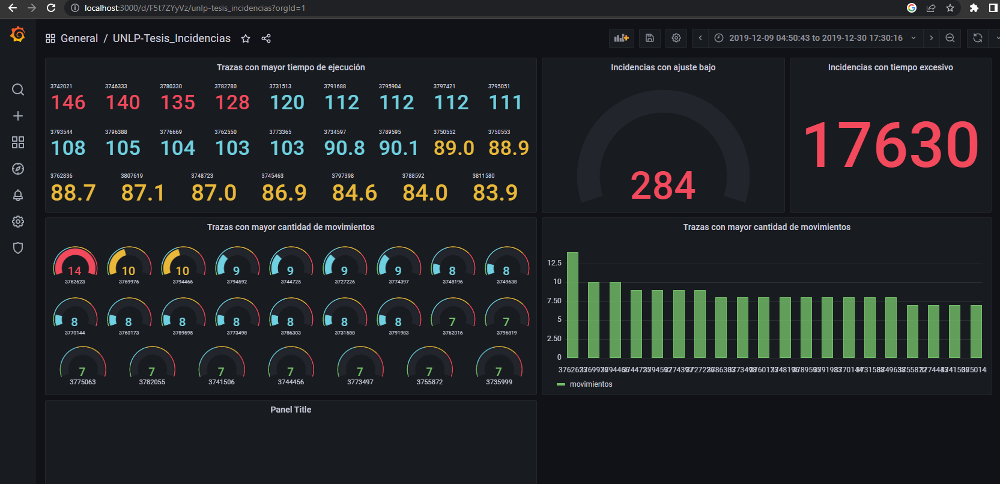 localhost:3000/d/F5t7ZYyVz/unlp-tesis_incidencias?orgId=1
General / UNLP-Tesis_Incidencias
2019-12-09 04:50:43 to 2019-12-30 17:30:16
Trazas con mayor tiempo de ejecución
3742021 3746333 3780330 3782780 3731513 3791688 3795904 3797421 3795051
146 140 135 128 120 112 112 112 111
3793544 3796388 3776669 3762550 3773365 3734597 3789595 3750552 3750553
108 105 104 103 103 90.8 90.1 89.0 88.9
3762836 3807619 3748723 3745463 3797398 3788592 3811580
88.7 87.1 87.0 86.9 84.6 84.0 83.9
Incidencias con ajuste bajo
284
Incidencias con tiempo excesivo
17630
Trazas con mayor cantidad de movimientos
14 10 10 9 9 9 9 8 8
3762623 3769976 3794466 3794592 3744725 3727226 3774397 3748196 3749638
8 8 8 8 8 8 8 7 7
3770144 3760173 3789595 3773498 3786303 3731588 3791983 3762016 3796819
7 7 7 7 7 7 7
3775063 3782055 3741506 3744456 3773497 3755872 3735999
Trazas con mayor cantidad de movimientos
12.5
10
7.50
5
2.50
0
movimientos
Panel Title